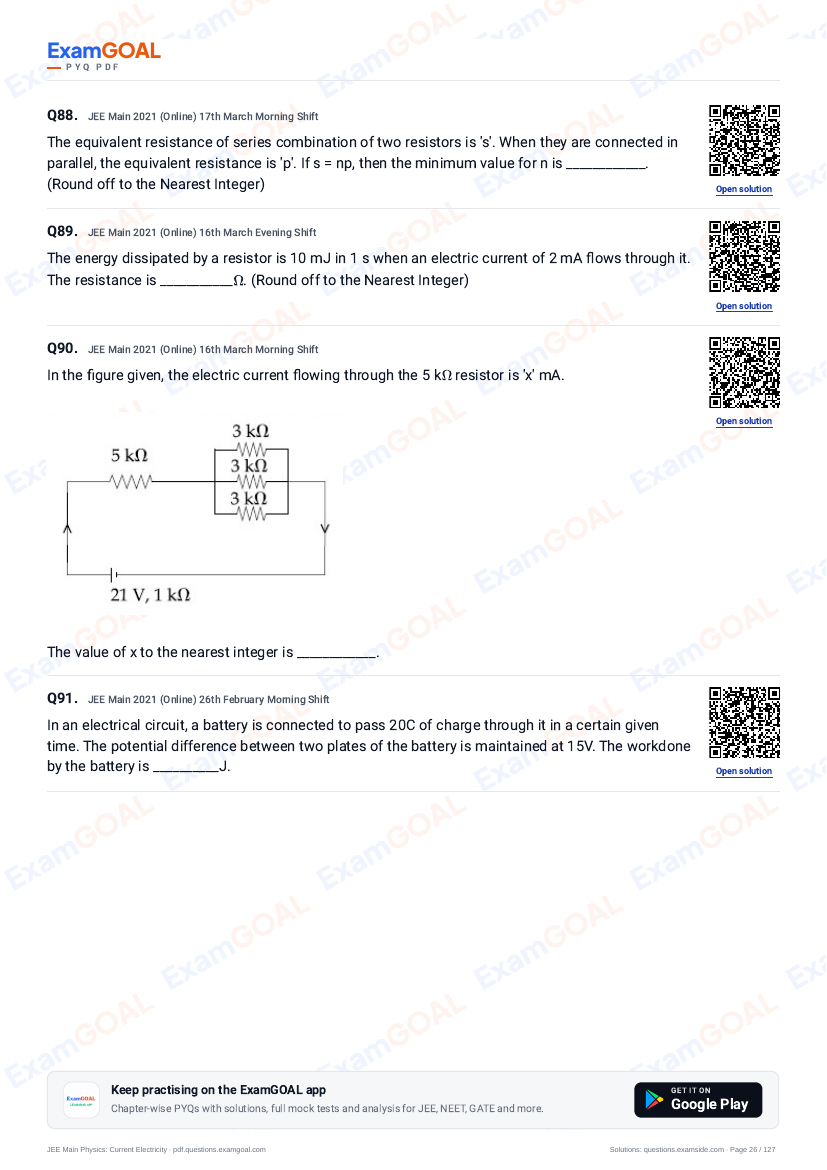 ExamGOAL
PYQ PDF
Q88. JEE Main 2021 (Online) 17th March Morning Shift
The equivalent resistance of series combination of two resistors is 's'. When they are connected in
parallel, the equivalent resistance is 'p'. If s = np, then the minimum value for n is ____________.
(Round off to the Nearest Integer)
Open solution
Q89. JEE Main 2021 (Online) 16th March Evening Shift
The energy dissipated by a resistor is 10 mJ in 1 s when an electric current of 2 mA flows through it.
The resistance is ___________Ω. (Round off to the Nearest Integer)
Open solution
Q90. JEE Main 2021 (Online) 16th March Morning Shift
In the figure given, the electric current flowing through the 5 kΩ resistor is 'x' mA.
Open solution
3 kΩ
5 kΩ
3 kΩ
3 kΩ
21 V, 1 kΩ
The value of x to the nearest integer is ____________.
Q91. JEE Main 2021 (Online) 26th February Morning Shift
In an electrical circuit, a battery is connected to pass 20C of charge through it in a certain given
time. The potential difference between two plates of the battery is maintained at 15V. The workdone
by the battery is __________J.
Open solution
Keep practising on the ExamGOAL app
Chapter-wise PYQs with solutions, full mock tests and analysis for JEE, NEET, GATE and more.
GET IT ON
Google Play
JEE Main Physics: Current Electricity · pdf.questions.examgoal.com
Solutions: questions.examside.com · Page 26 / 127